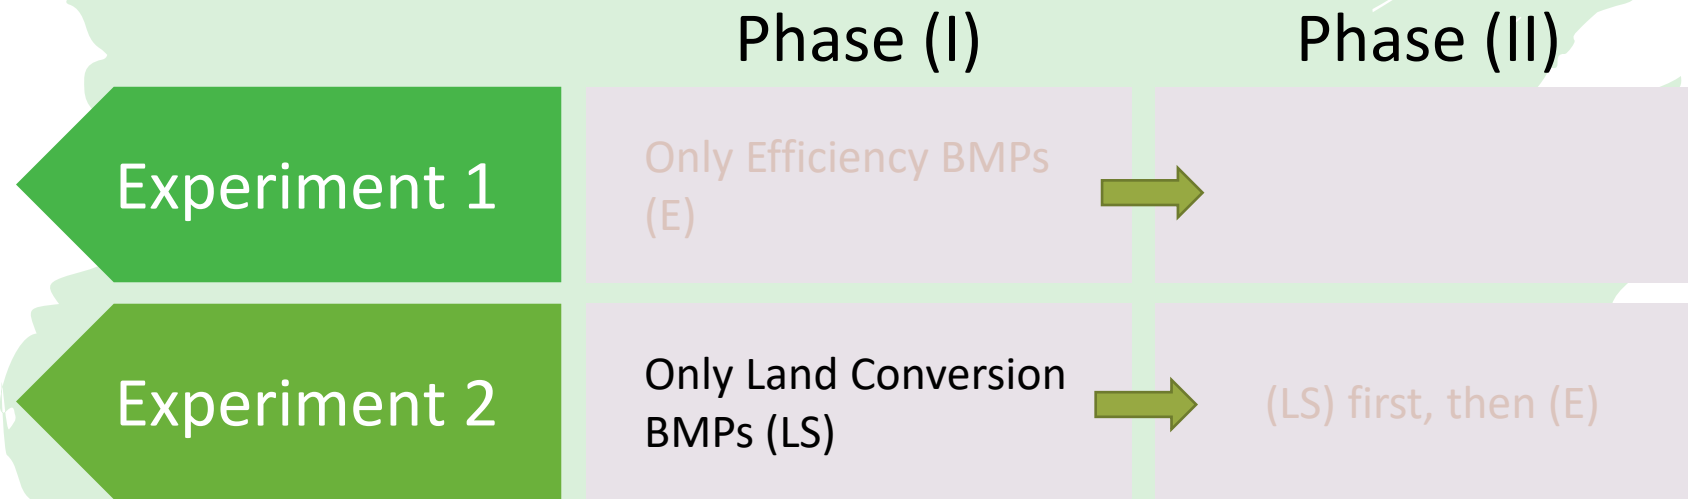 Phase (I)
Phase (II)
Experiment 1
Only Efficiency BMPs
(E)
Experiment 2
Only Land Conversion
BMPs (LS)
(LS) first, then (E)